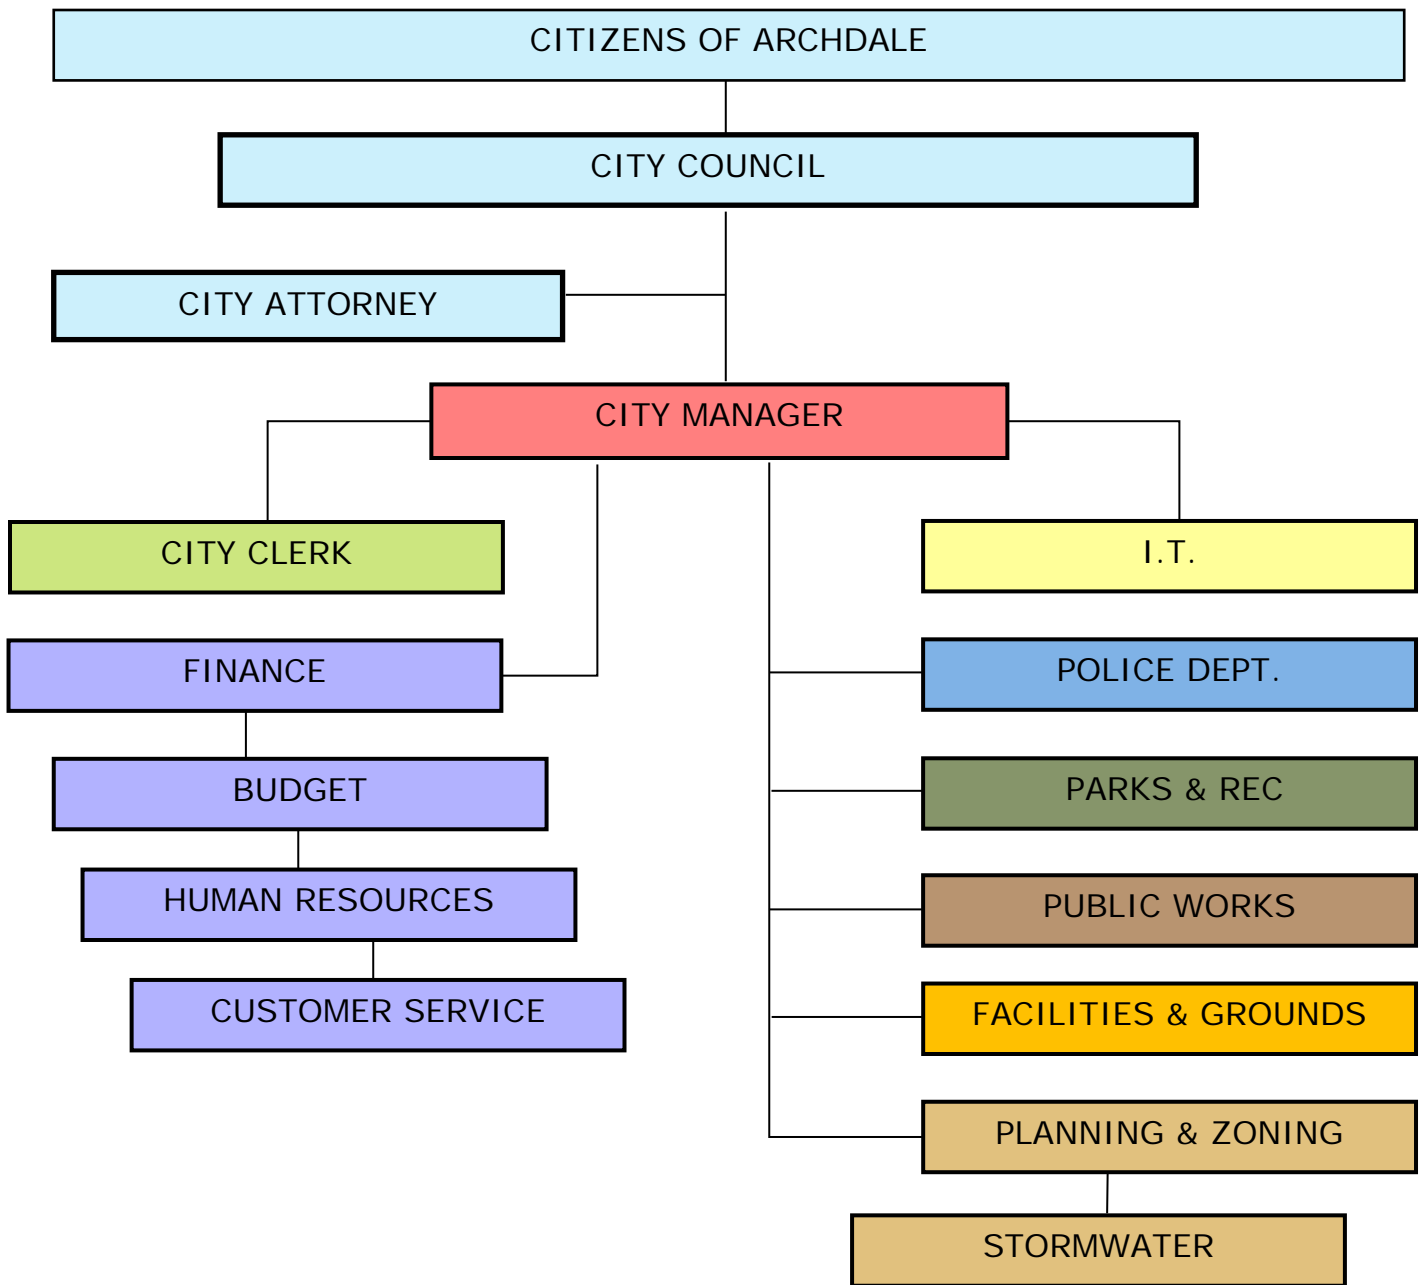 CITIZENS OF ARCHDALE
CITY COUNCIL
CITY ATTORNEY
CITY MANAGER
CITY CLERK
I.T.
FINANCE
POLICE DEPT.
BUDGET
PARKS & REC
HUMAN RESOURCES
PUBLIC WORKS
CUSTOMER SERVICE
FACILITIES & GROUNDS
PLANNING & ZONING
STORMWATER